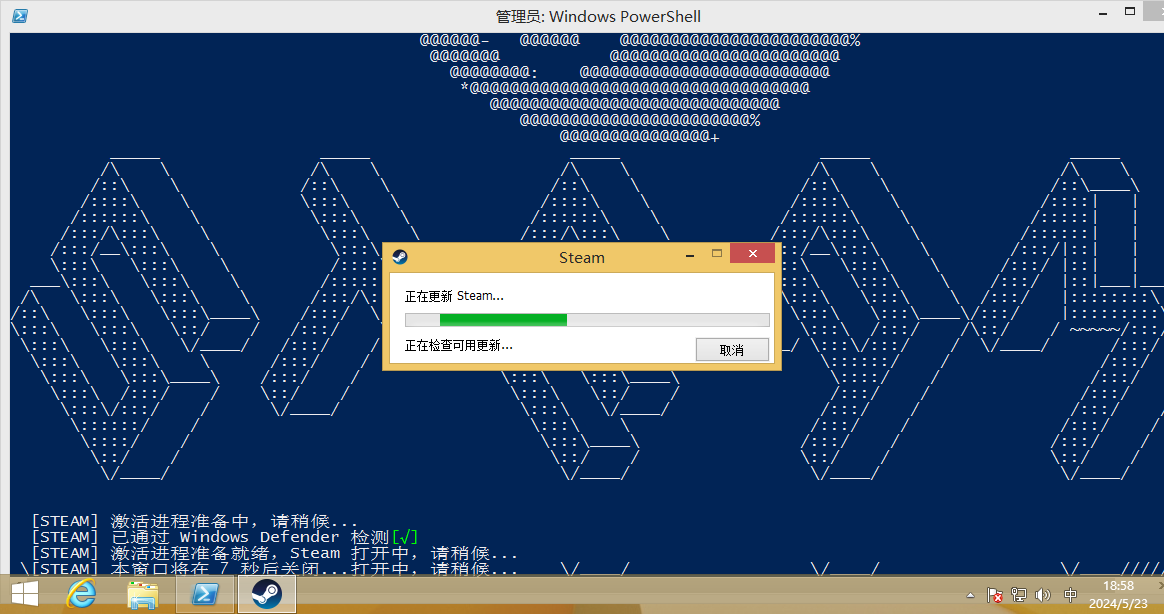 管理员: Windows PowerShell
Steam
正在更新 Steam...
正在检查可用更新...
取消
[STEAM] 激活进程准备中，请稍候...
[STEAM] 已通过 Windows Defender 检测[√]
[STEAM] 激活进程准备就绪，Steam 打开中，请稍候...
[STEAM] 本窗口将在 7 秒后关闭...打开中，请稍候...
中
18:58
2024/5/23